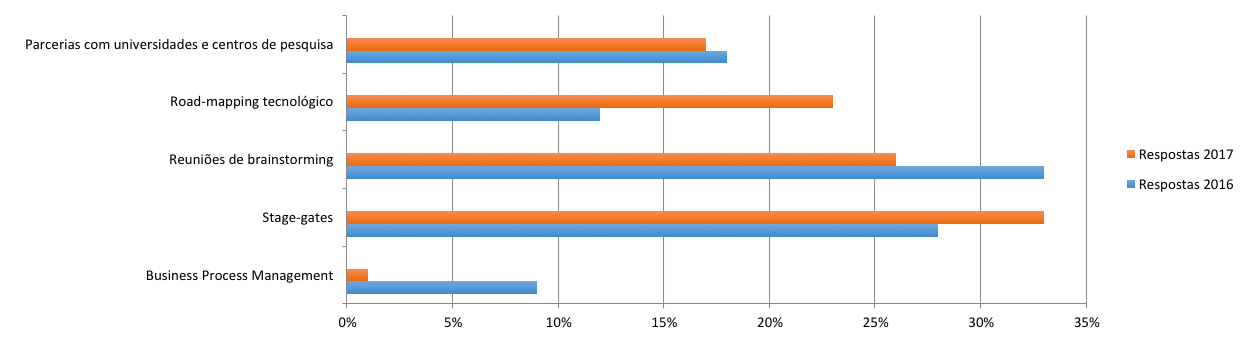 Parcerias com universidades e centros de pesquisa
Road-mapping tecnológico
Reuniões de brainstorming
Stage-gates
Business Process Management
0% 5% 10% 15% 20% 25% 30% 35%
Respostas 2017
Respostas 2016